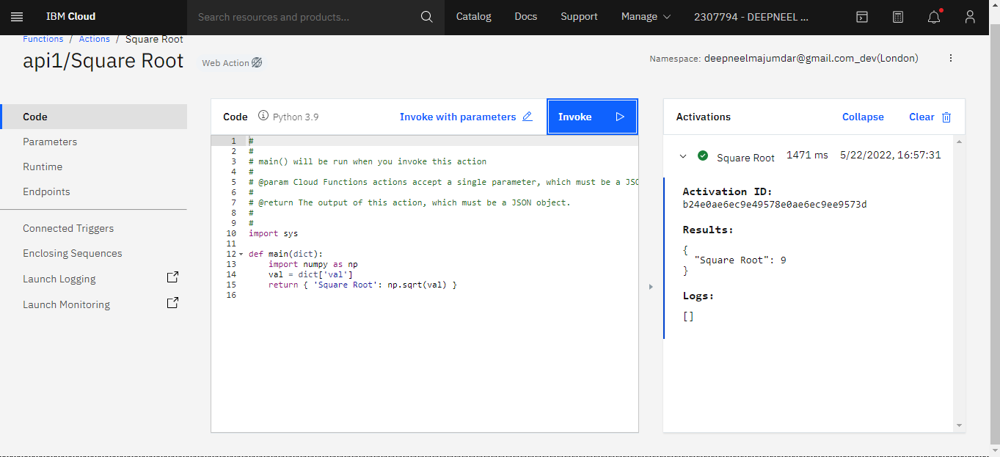 IBM Cloud
Search resources and products...
Catalog
Docs
Support
Manage
2307794 - DEEPNEEL ...
Functions / Actions / Square Root
api1/Square Root
Web Action
Namespace: deepneelmajumdar@gmail.com_dev(London)
Code
Parameters
Runtime
Endpoints
Connected Triggers
Enclosing Sequences
Launch Logging
Launch Monitoring
Code
Python 3.9
Invoke with parameters
Invoke
1 #
2 #
3 # main() will be run when you invoke this action
4 #
5 # @param Cloud Functions actions accept a single parameter, which must be a JSO
6 #
7 # @return The output of this action, which must be a JSON object.
8 #
9 #
10 import sys
11
12 def main(dict):
13 import numpy as np
14 val = dict['val']
15 return { 'Square Root': np.sqrt(val) }
16
Activations
Collapse
Clear
Square Root 1471 ms 5/22/2022, 16:57:31
Activation ID:
b24e0ae6ec9e49578e0ae6ec9ee9573d
Results:
{
"Square Root": 9
}
Logs:
[]